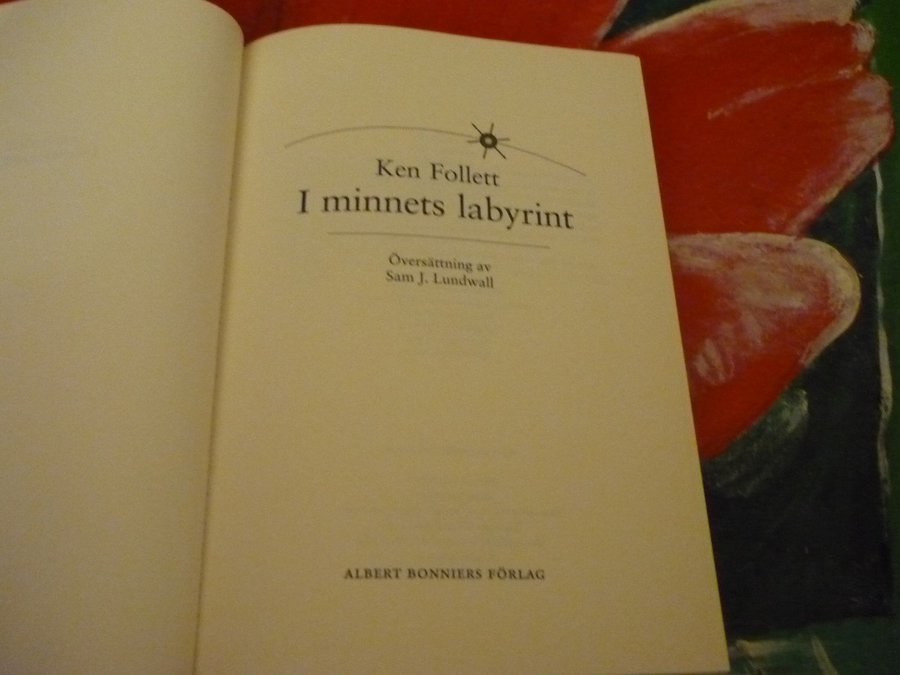 Ken Follett
I minnets labyrint
Översättning av
Sam J. Lundwall
ALBERT BONNIERS FÖRLAG